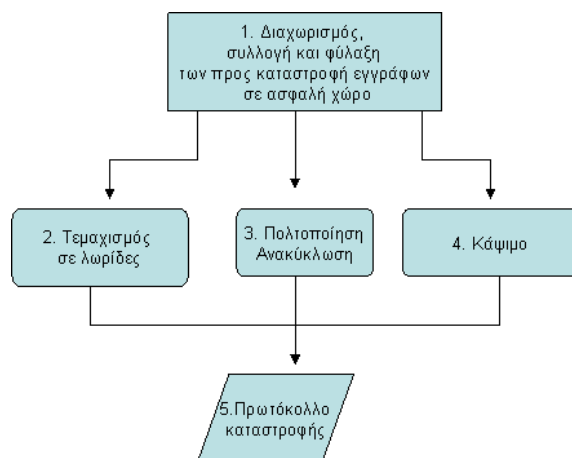 1. Διαχωρισμός,
συλλογή και φύλαξη
των προς καταστροφή εγγράφων
σε ασφαλή χώρο
2. Τεμαχισμός
σε λωρίδες
3. Πολτοποίηση
Ανακύκλωση
4. Κάψιμο
5.Πρωτόκολλο
καταστροφής